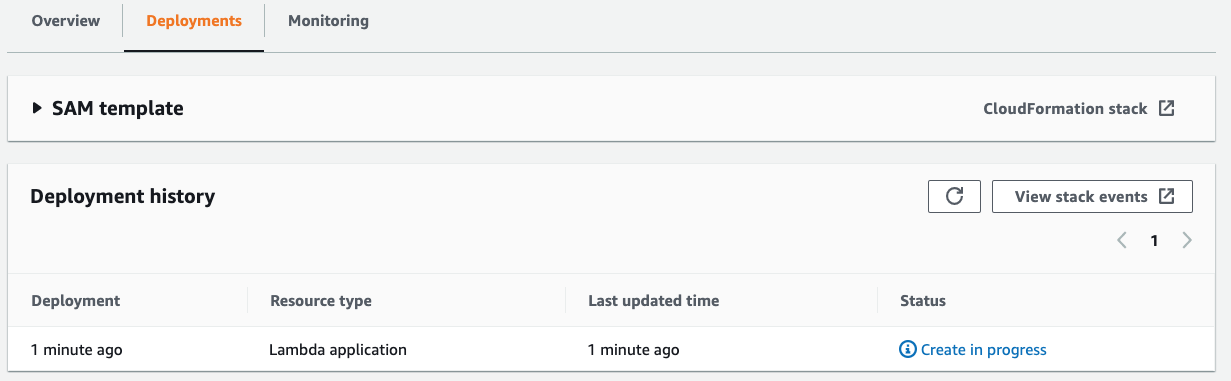 Overview Deployments Monitoring
SAM template CloudFormation stack
Deployment history View stack events
1
Deployment Resource type Last updated time Status
1 minute ago Lambda application 1 minute ago Create in progress